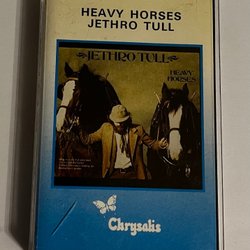 HEAVY HORSES
JETHRO TULL
JETHRO TULL
HEAVY
HORSES
Chrysalis